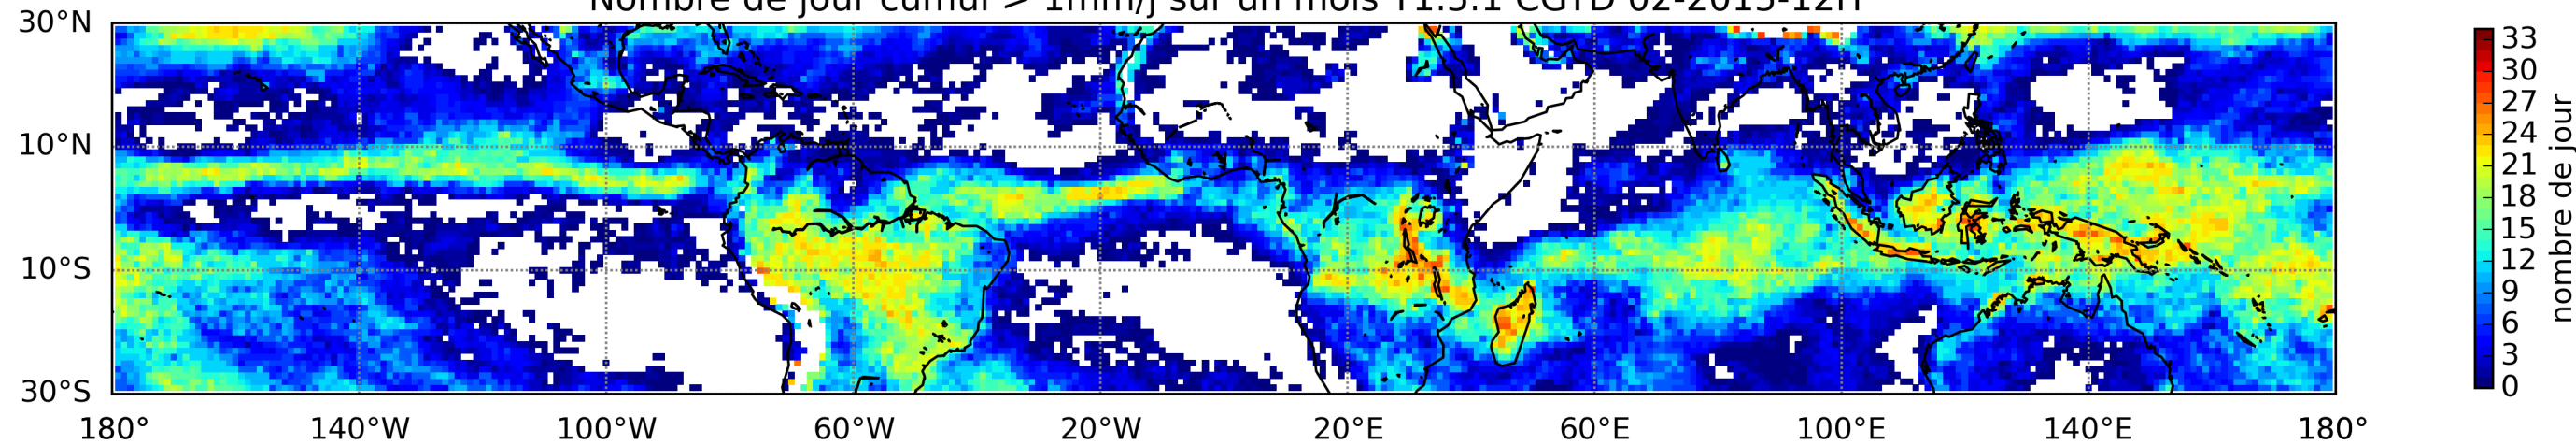 Nombre de jour cumul > 1mm/j sur un mois T1.5.1 CGTD 02-2015-12H
30°N
10°N
10°S
30°S
180° 140°W 100°W 60°W 20°W 20°E 60°E 100°E 140°E 180°
33
30
27
24
21
18
15
12
9
6
3
0
nombre de jour